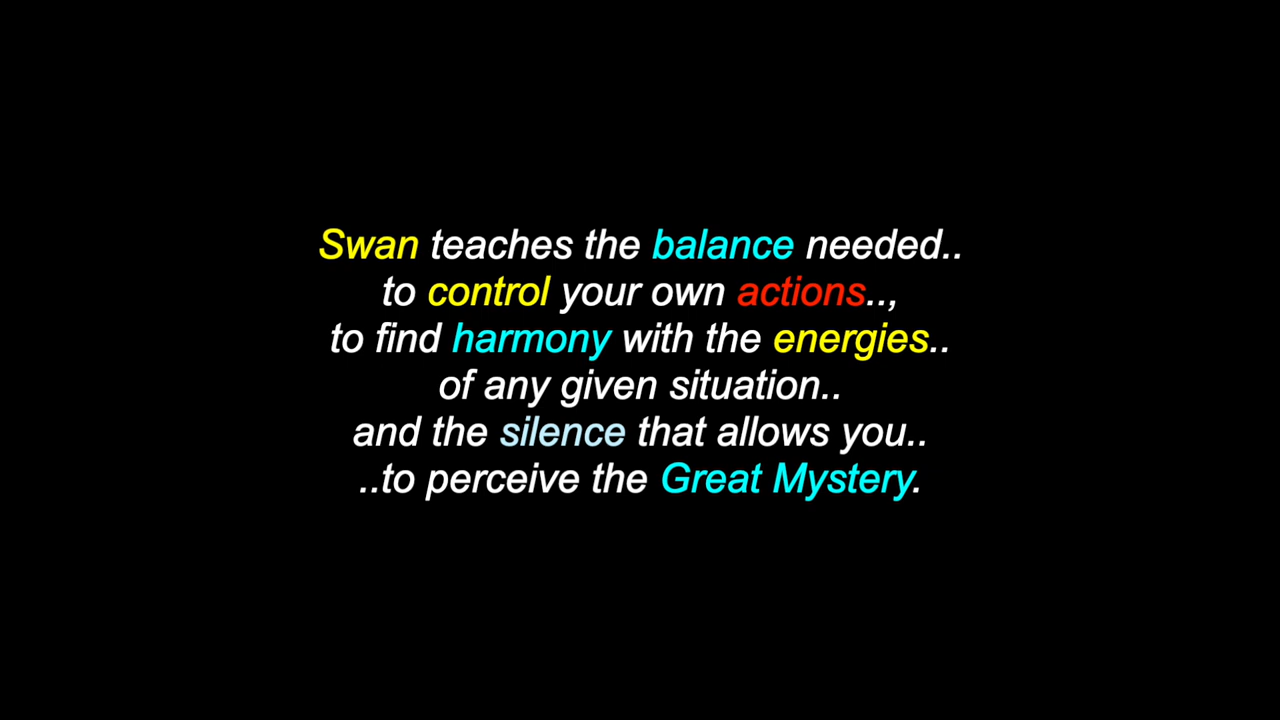 Swan teaches the balance needed..
to control your own actions..,
to find harmony with the energies..
of any given situation..
and the silence that allows you..
..to perceive the Great Mystery.